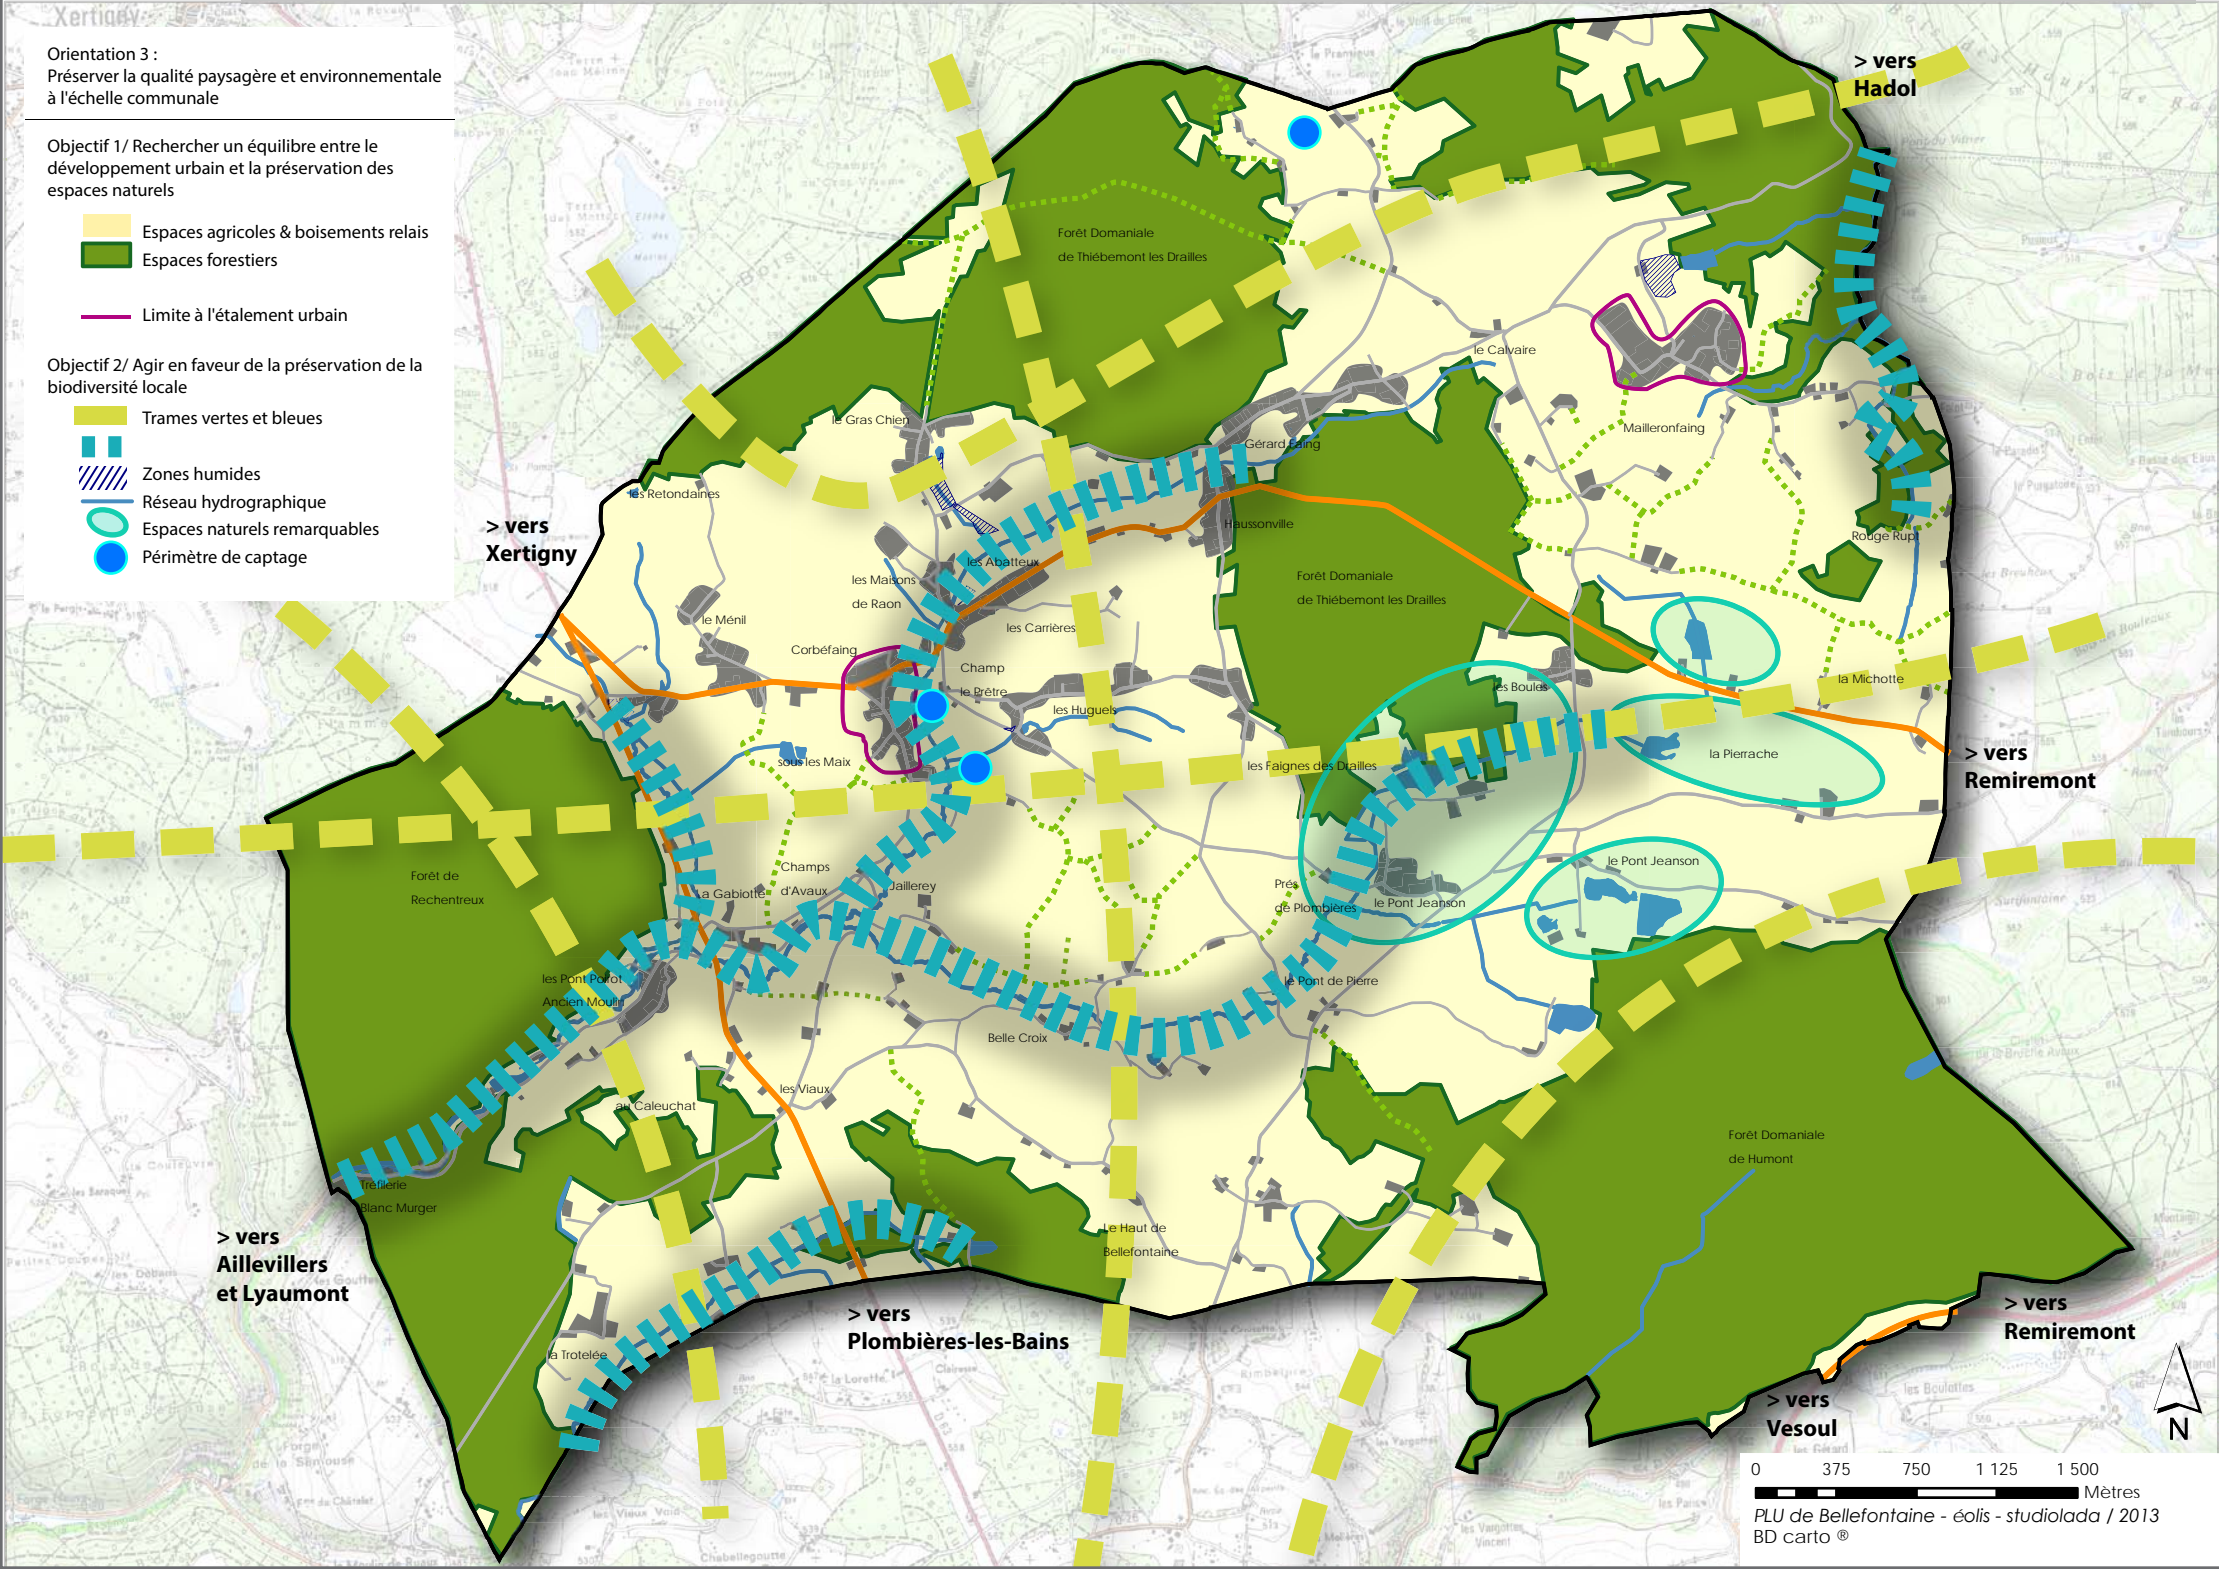 Orientation 3 :
Préserver la qualité paysagère et environnementale
à l'échelle communale
Objectif 1/ Rechercher un équilibre entre le
développement urbain et la préservation des
espaces naturels
Espaces agricoles & boisements relais
Espaces forestiers
Limite à l'étalement urbain
Objectif 2/ Agir en faveur de la préservation de la
biodiversité locale
Trames vertes et bleues
Zones humides
Réseau hydrographique
Espaces naturels remarquables
Périmètre de captage
Xertigny
> vers
Hadol
Forêt Domaniale
de Thiébemont les Drailles
le Calvaire
le Gras Chien
Mailleronfaing
Gérard Faing
les Retondaines
> vers
Xertigny
Haussonville
Rouge Rupt
les Abatteux
les Maisons
de Raon
Forêt Domaniale
de Thiébemont les Drailles
le Ménil
les Carrières
Corbéfaing
Champ
le Prêtre
les Boules
la Michotte
les Huguels
sous les Maix
les Faignes des Drailles
la Pierrache
> vers
Remiremont
Forêt de
Rechentreux
Champs
d'Avaux
La Gabiotte
Jaillerey
Prés
de Plombières
le Pont Jeanson
le Pont Jeanson
les Pont Poirot
Ancien Moulin
le Pont de Pierre
Belle Croix
les Viaux
au Caleuchat
Forêt Domaniale
de Humont
Tréfilerie
Blanc Murger
Le Haut de
Bellefontaine
> vers
Aillevillers
et Lyaumont
> vers
Plombières-les-Bains
la Trotelée
> vers
Remiremont
> vers
Vesoul
N
0 375 750 1 125 1 500
Mètres
PLU de Bellefontaine - éolis - studiolada / 2013
BD carto ®